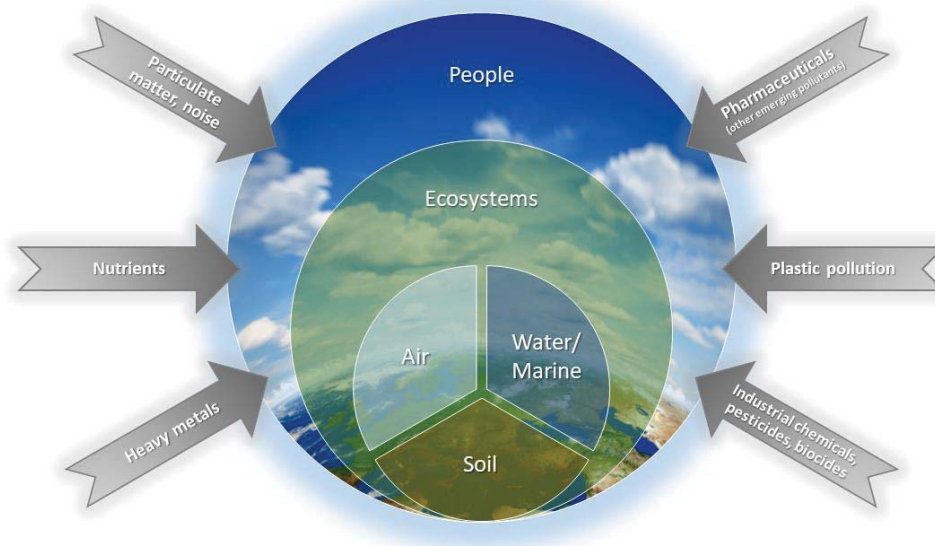 People
Particulate
matter, noise
Pharmaceuticals
(other emerging pollutants)
Ecosystems
Nutrients
Plastic pollution
Air
Water/
Marine
Heavy metals
Industrial chemicals,
pesticides, biocides
Soil